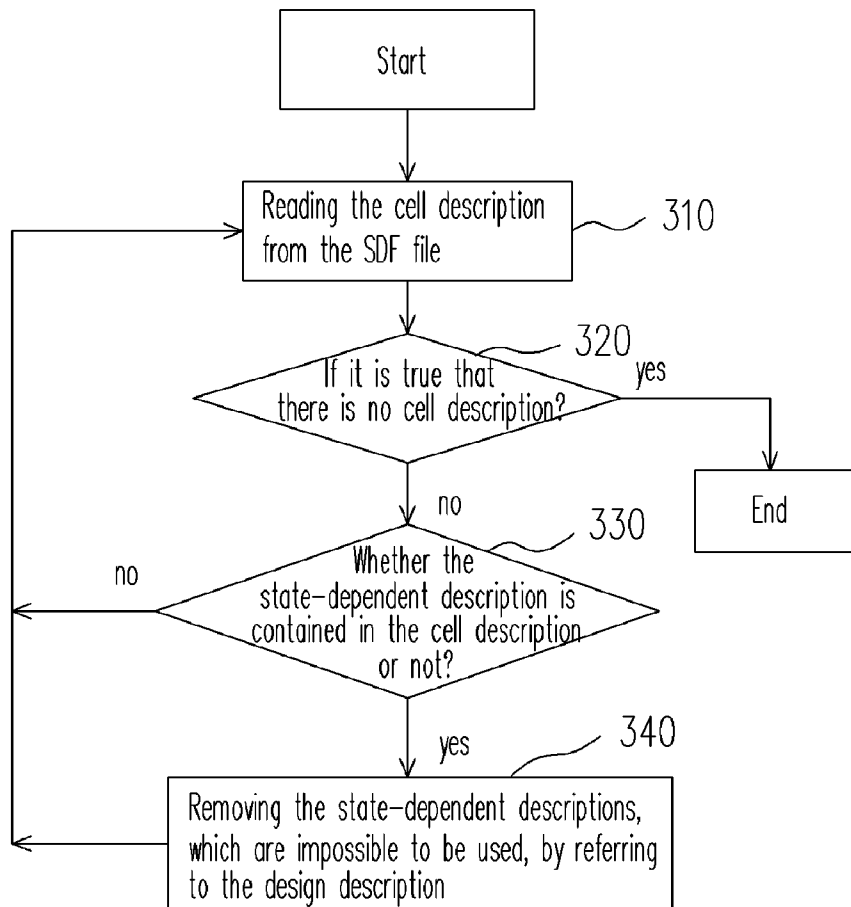 Start
Reading the cell description
from the SDF file
310
320
If it is true that
there is no cell description?
yes
End
no
330
Whether the
state-dependent description is
contained in the cell description
or not?
no
yes
340
Removing the state-dependent descriptions,
which are impossible to be used, by referring
to the design description